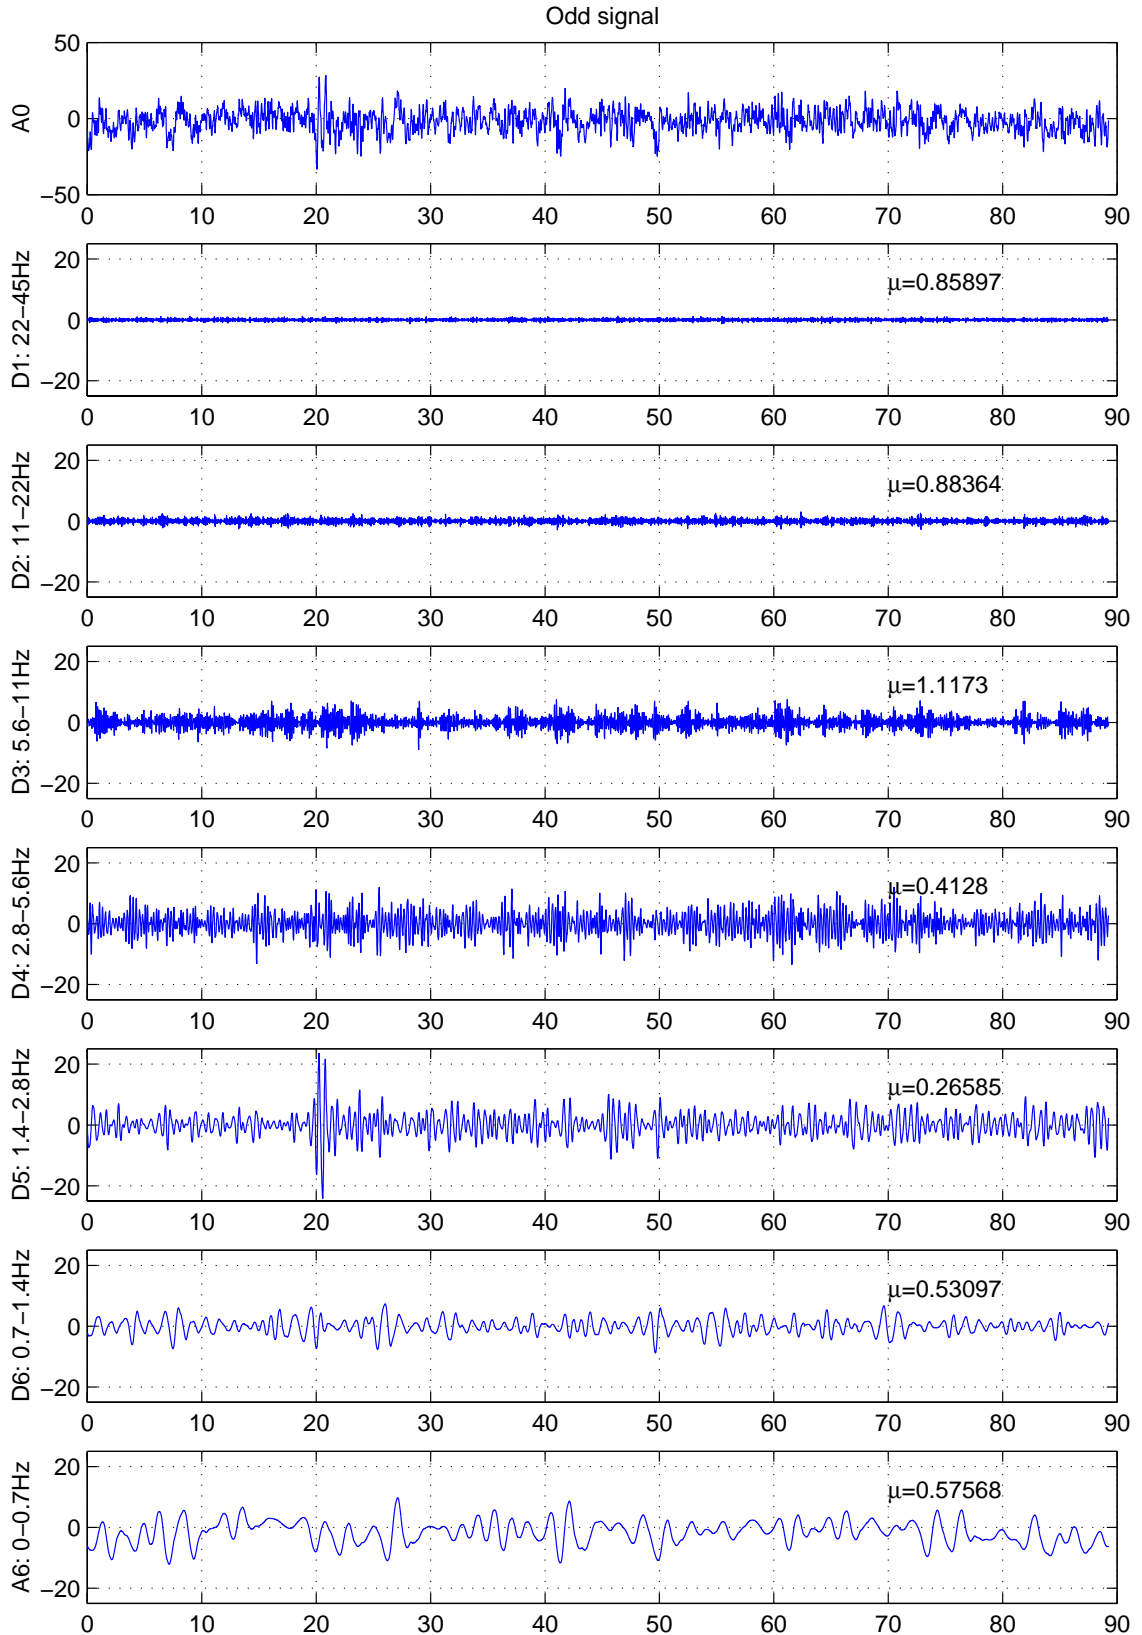 Odd signal
50
0
−50
A0
0 10 20 30 40 50 60 70 80 90
20
0
−20
D1: 22−45Hz
μ=0.85897
0 10 20 30 40 50 60 70 80 90
20
0
−20
D2: 11−22Hz
μ=0.88364
0 10 20 30 40 50 60 70 80 90
20
0
−20
D3: 5.6−11Hz
μ=1.1173
0 10 20 30 40 50 60 70 80 90
20
0
−20
D4: 2.8−5.6Hz
μ=0.4128
0 10 20 30 40 50 60 70 80 90
20
0
−20
D5: 1.4−2.8Hz
μ=0.26585
0 10 20 30 40 50 60 70 80 90
20
0
−20
D6: 0.7−1.4Hz
μ=0.53097
0 10 20 30 40 50 60 70 80 90
20
0
−20
A6: 0−0.7Hz
μ=0.57568
0 10 20 30 40 50 60 70 80 90